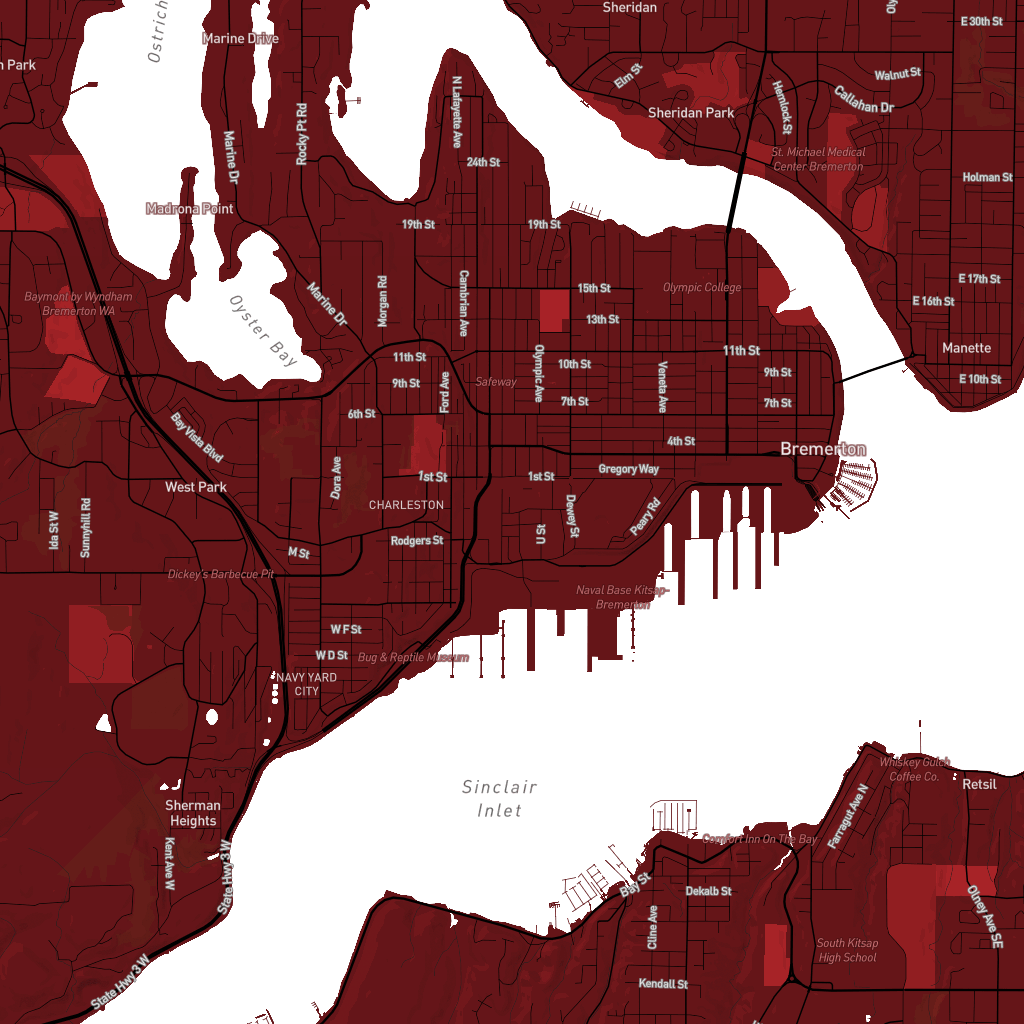 Sheridan
Ostrich
Oly
E 30th St
Marine Drive
n Park
Elm St
Walnut St
Callahan Dr
Hemlock St
N Lafayette Ave
Sheridan Park
Rocky Pt Rd
Marine Dr
24th St
St. Michael Medical
Center Bremerton
Holman St
Madrona Point
19th St
19th St
E 17th St
Baymont by Wyndham
Bremerton WA
Marine Dr
Morgan Rd
Cambrian Ave
15th St
Olympic College
E 16th St
13th St
Oyster Bay
11th St
11th St
Manette
10th St
9th St
Olympic Ave
Veneta Ave
9th St
E 10th St
Ford Ave
Safeway
7th St
7th St
6th St
Bay Vista Blvd
4th St
Bremerton
Gregory Way
Dora Ave
1st St
1st St
West Park
CHARLESTON
Ida St W
Sunnyhill Rd
U St
Dewey St
Peary Rd
M St
Rodgers St
Dickey's Barbecue Pit
Naval Base Kitsap-
Bremerton
W F St
W D St
Bug & Reptile Museum
NAVY YARD
CITY
Sinclair
Inlet
Whiskey Gulch
Coffee Co.
Retsil
Sherman
Heights
Kent Ave W
State Hwy 3 W
Comfort Inn On The Bay
Farragut Ave N
Bay St
Dekalb St
Cline Ave
Olney Ave SE
South Kitsap
High School
State Hwy 3 W
Kendall St